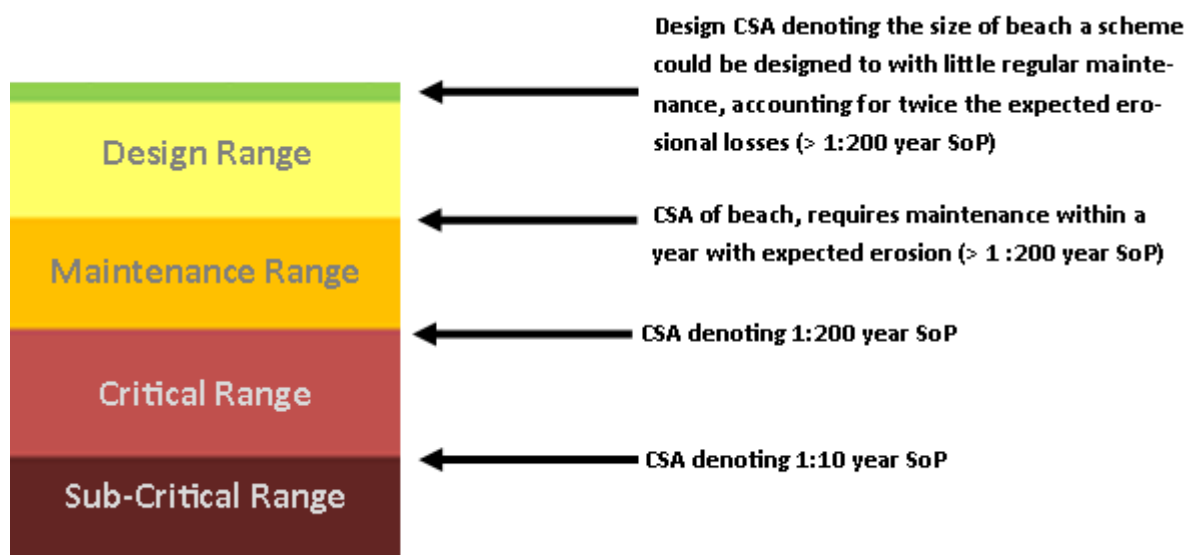 Design CSA denoting the size of beach a scheme
could be designed to with little regular mainte-
nance, accounting for twice the expected ero-
sional losses (> 1:200 year SoP)
Design Range
CSA of beach, requires maintenance within a
year with expected erosion (> 1 :200 year SoP)
Maintenance Range
CSA denoting 1:200 year SoP
Critical Range
CSA denoting 1:10 year SoP
Sub-Critical Range